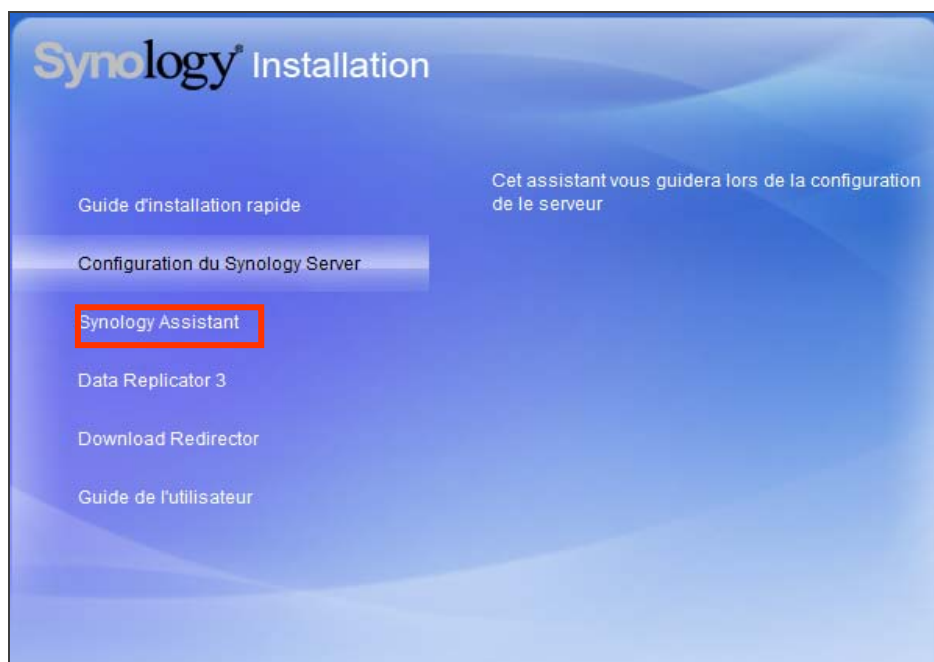 Synology® Installation
Guide d'installation rapide
Configuration du Synology Server
Synology Assistant
Data Replicator 3
Download Redirector
Guide de l'utilisateur
Cet assistant vous guidera lors de la configuration
de le serveur